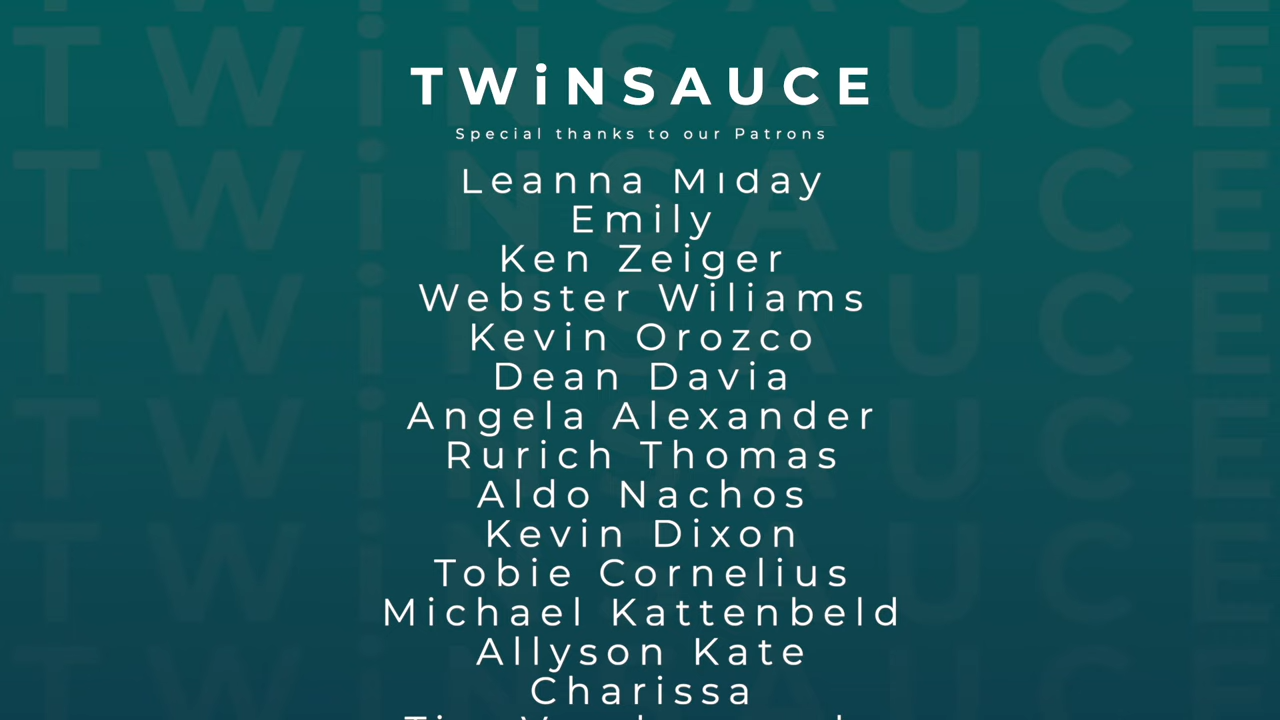 TWiNSAUCE
Special thanks to our Patrons
Leanna Mıday
Emily
Ken Zeiger
Webster Wiliams
Kevin Orozco
Dean Davia
Angela Alexander
Rurich Thomas
Aldo Nachos
Kevin Dixon
Tobie Cornelius
Michael Kattenbeld
Allyson Kate
Charissa